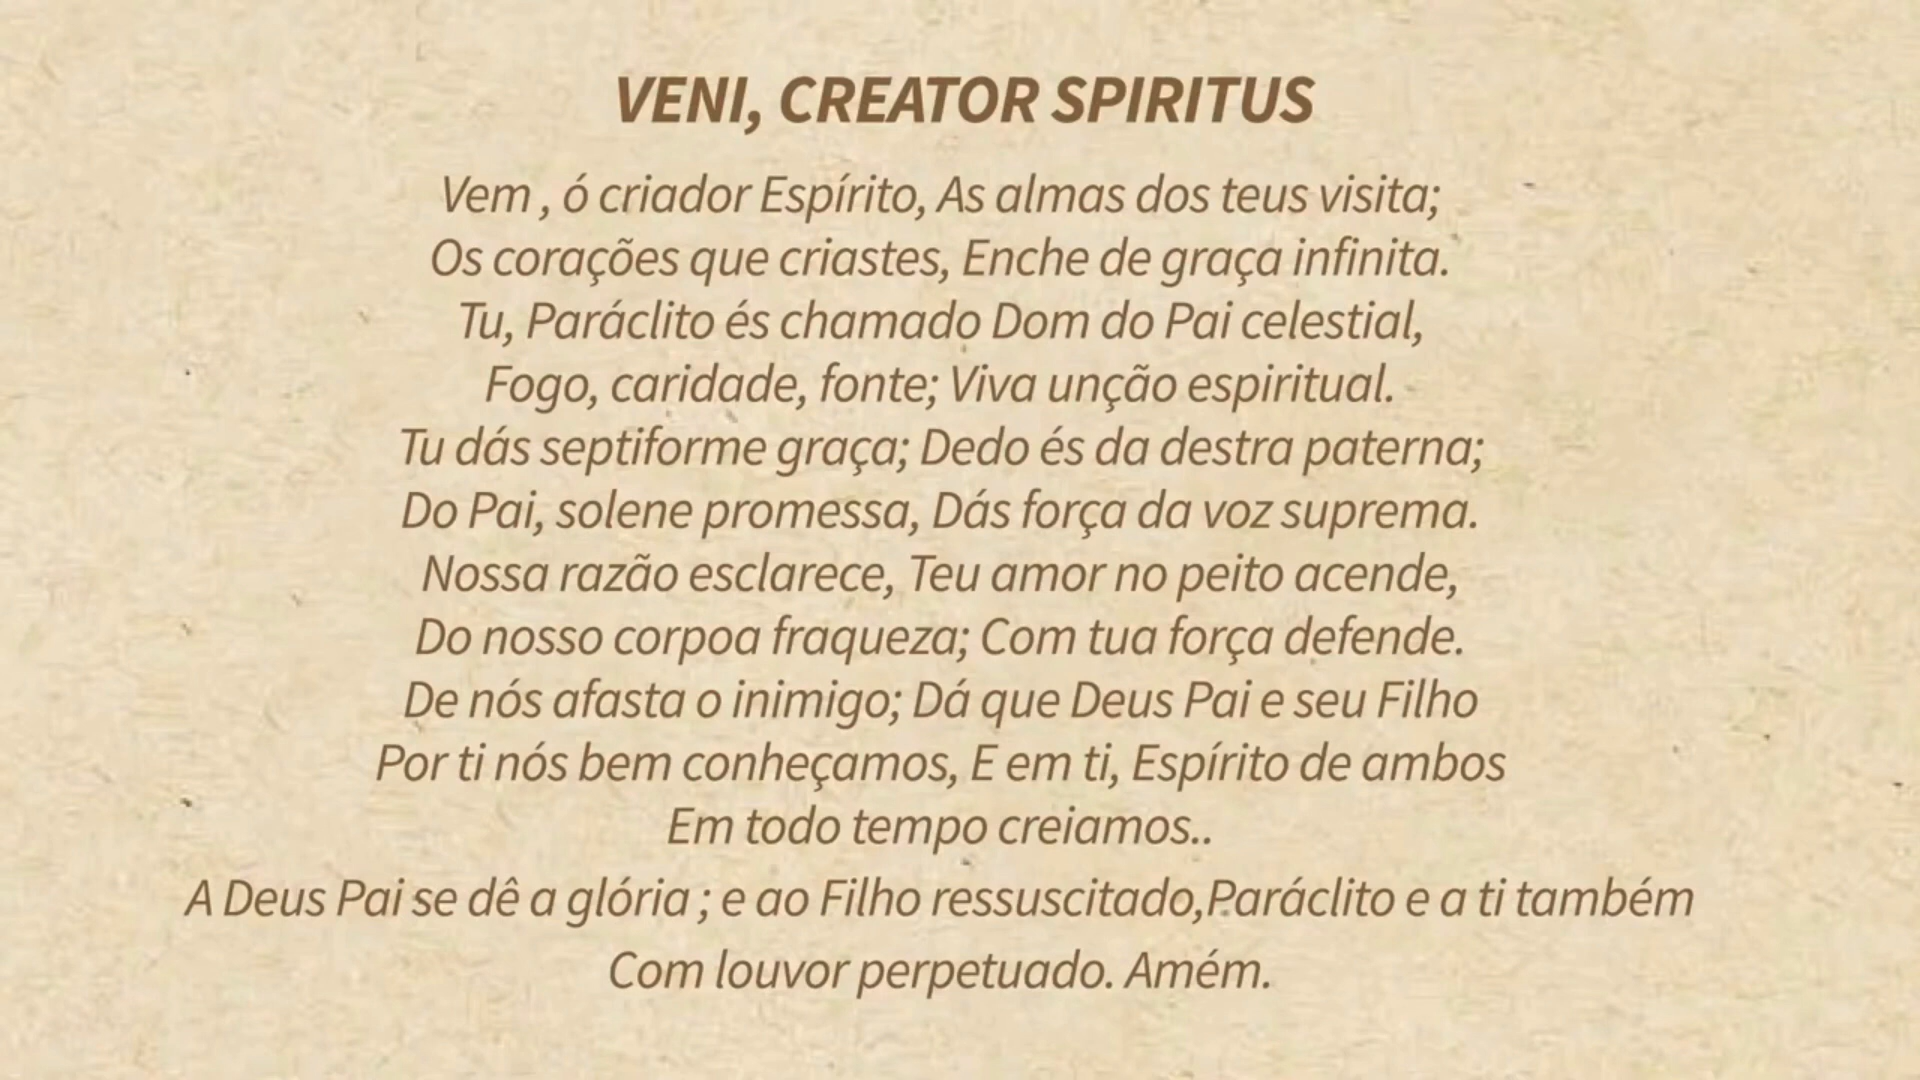 VENI, CREATOR SPIRITUS
Vem , ó criador Espírito, As almas dos teus visita;
Os corações que criastes, Enche de graça infinita.
Tu, Paráclito és chamado Dom do Pai celestial,
Fogo, caridade, fonte; Viva unção espiritual.
Tu dás septiforme graça; Dedo és da destra paterna;
Do Pai, solene promessa, Dás força da voz suprema.
Nossa razão esclarece, Teu amor no peito acende,
Do nosso corpoa fraqueza; Com tua força defende.
De nós afasta o inimigo; Dá que Deus Pai e seu Filho
Por ti nós bem conheçamos, E em ti, Espírito de ambos
Em todo tempo creiamos..
A Deus Pai se dê a glória ; e ao Filho ressuscitado,Paráclito e a ti também
Com louvor perpetuado. Amém.